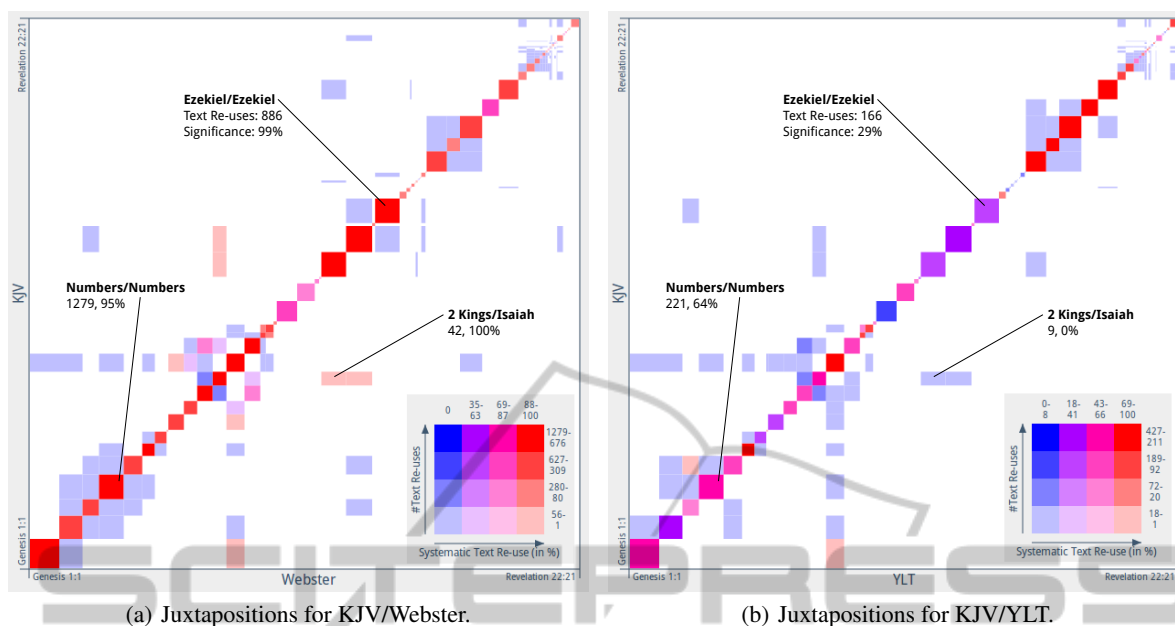 Revelation 22:21
KJV
Genesis 1:1
Ezekiel/Ezekiel
Text Re-uses: 886
Significance: 99%
Numbers/Numbers
1279, 95%
2 Kings/Isaiah
42, 100%
0
35-
63
69-
87
88-
100
1279-
676
627-
309
280-
80
56-
1
#Text Re-uses
Systematic Text Re-use (in %)
Genesis 1:1
Webster
Revelation 22:21
(a) Juxtapositions for KJV/Webster.
Revelation 22:21
KJV
Genesis 1:1
Ezekiel/Ezekiel
Text Re-uses: 166
Significance: 29%
Numbers/Numbers
221, 64%
2 Kings/Isaiah
9, 0%
0-
8
18-
41
43-
66
69-
100
427-
211
189-
92
72-
20
18-
1
#Text Re-uses
Systematic Text Re-use (in %)
Genesis 1:1
YLT
Revelation 22:21
(b) Juxtapositions for KJV/YLT.
SCITEPRESS